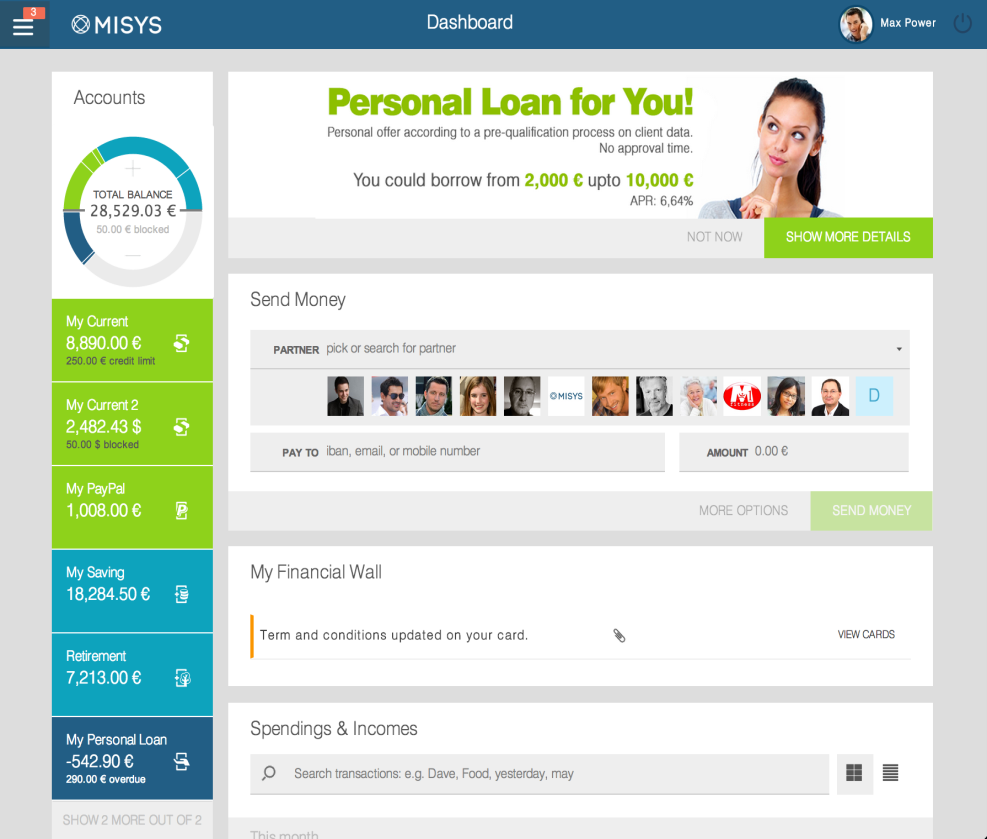 3
MISYS
Dashboard
Max Power
Accounts
TOTAL BALANCE
28,529.03 €
50.00 € blocked
My Current
8,890.00 €
250.00 € credit limit
My Current 2
2,482.43 $
50.00 $ blocked
My PayPal
1,008.00 €
P
My Saving
18,284.50 €
Retirement
7,213.00 €
My Personal Loan
-542.90 €
290.00 € overdue
SHOW 2 MORE OUT OF 2
Personal Loan for You!
Personal offer according to a pre-qualification process on client data.
No approval time.
You could borrow from 2,000 € upto 10,000 €
APR: 6,64%
NOT NOW
SHOW MORE DETAILS
Send Money
PARTNER pick or search for partner
MISYS
M
fitness
D
PAY TO iban, email, or mobile number
AMOUNT 0.00 €
MORE OPTIONS
SEND MONEY
My Financial Wall
Term and conditions updated on your card.
VIEW CARDS
Spendings & Incomes
Search transactions: e.g. Dave, Food, yesterday, may
This month